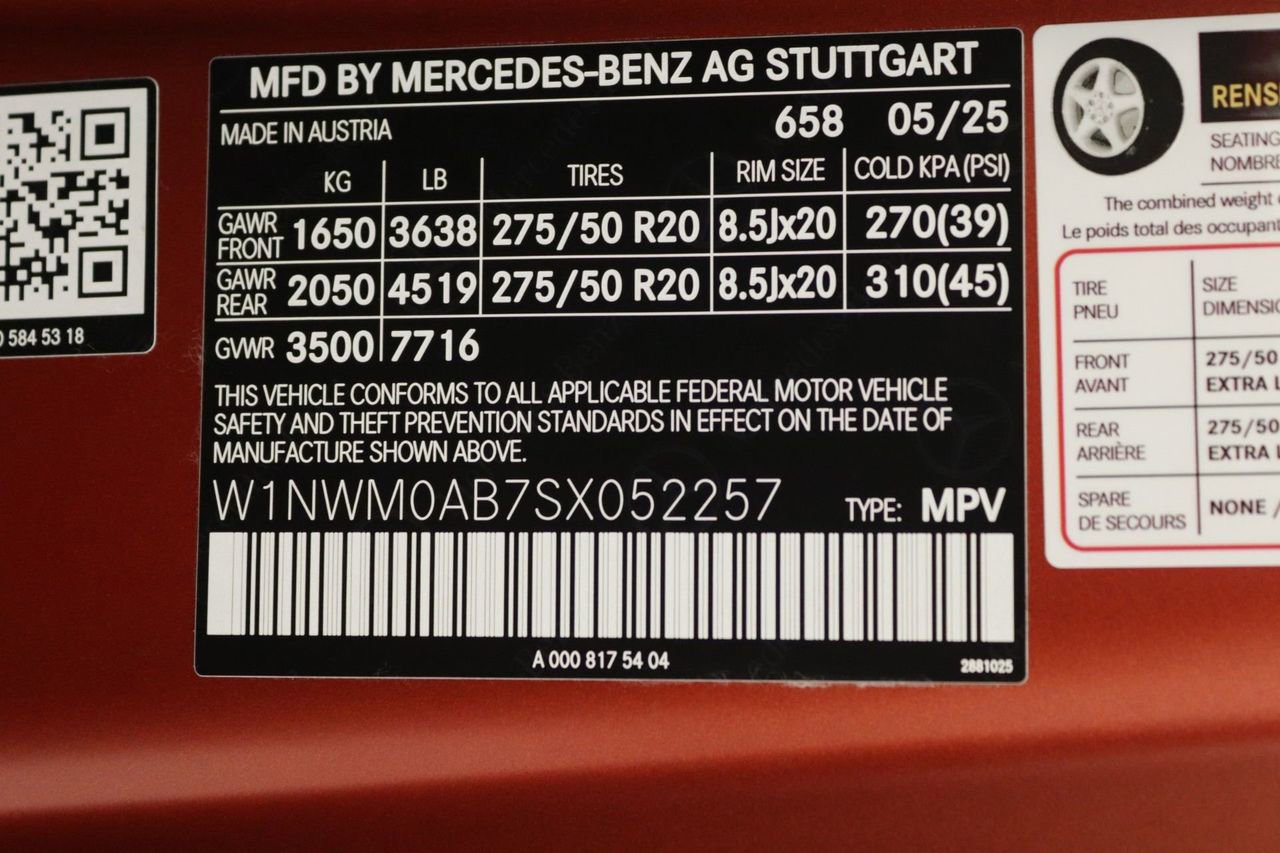 MFD BY MERCEDES-BENZ AG STUTTGART
MADE IN AUSTRIA 658 05/25
KG LB TIRES RIM SIZE COLD KPA (PSI)
GAWR FRONT 1650 3638 275/50 R20 8.5Jx20 270(39)
GAWR REAR 2050 4519 275/50 R20 8.5Jx20 310(45)
GVWR 3500 7716
THIS VEHICLE CONFORMS TO ALL APPLICABLE FEDERAL MOTOR VEHICLE
SAFETY AND THEFT PREVENTION STANDARDS IN EFFECT ON THE DATE OF
MANUFACTURE SHOWN ABOVE.
W1NWM0AB7SX052257 TYPE: MPV
A 000 817 54 04 2881025
584 53 18
RENS
SEATING
NOMBRE
The combined weight
Le poids total des occupant
TIRE SIZE
PNEU DIMENSIO
FRONT 275/50
AVANT EXTRA L
REAR 275/50
ARRIÈRE EXTRA L
SPARE NONE /
DE SECOURS